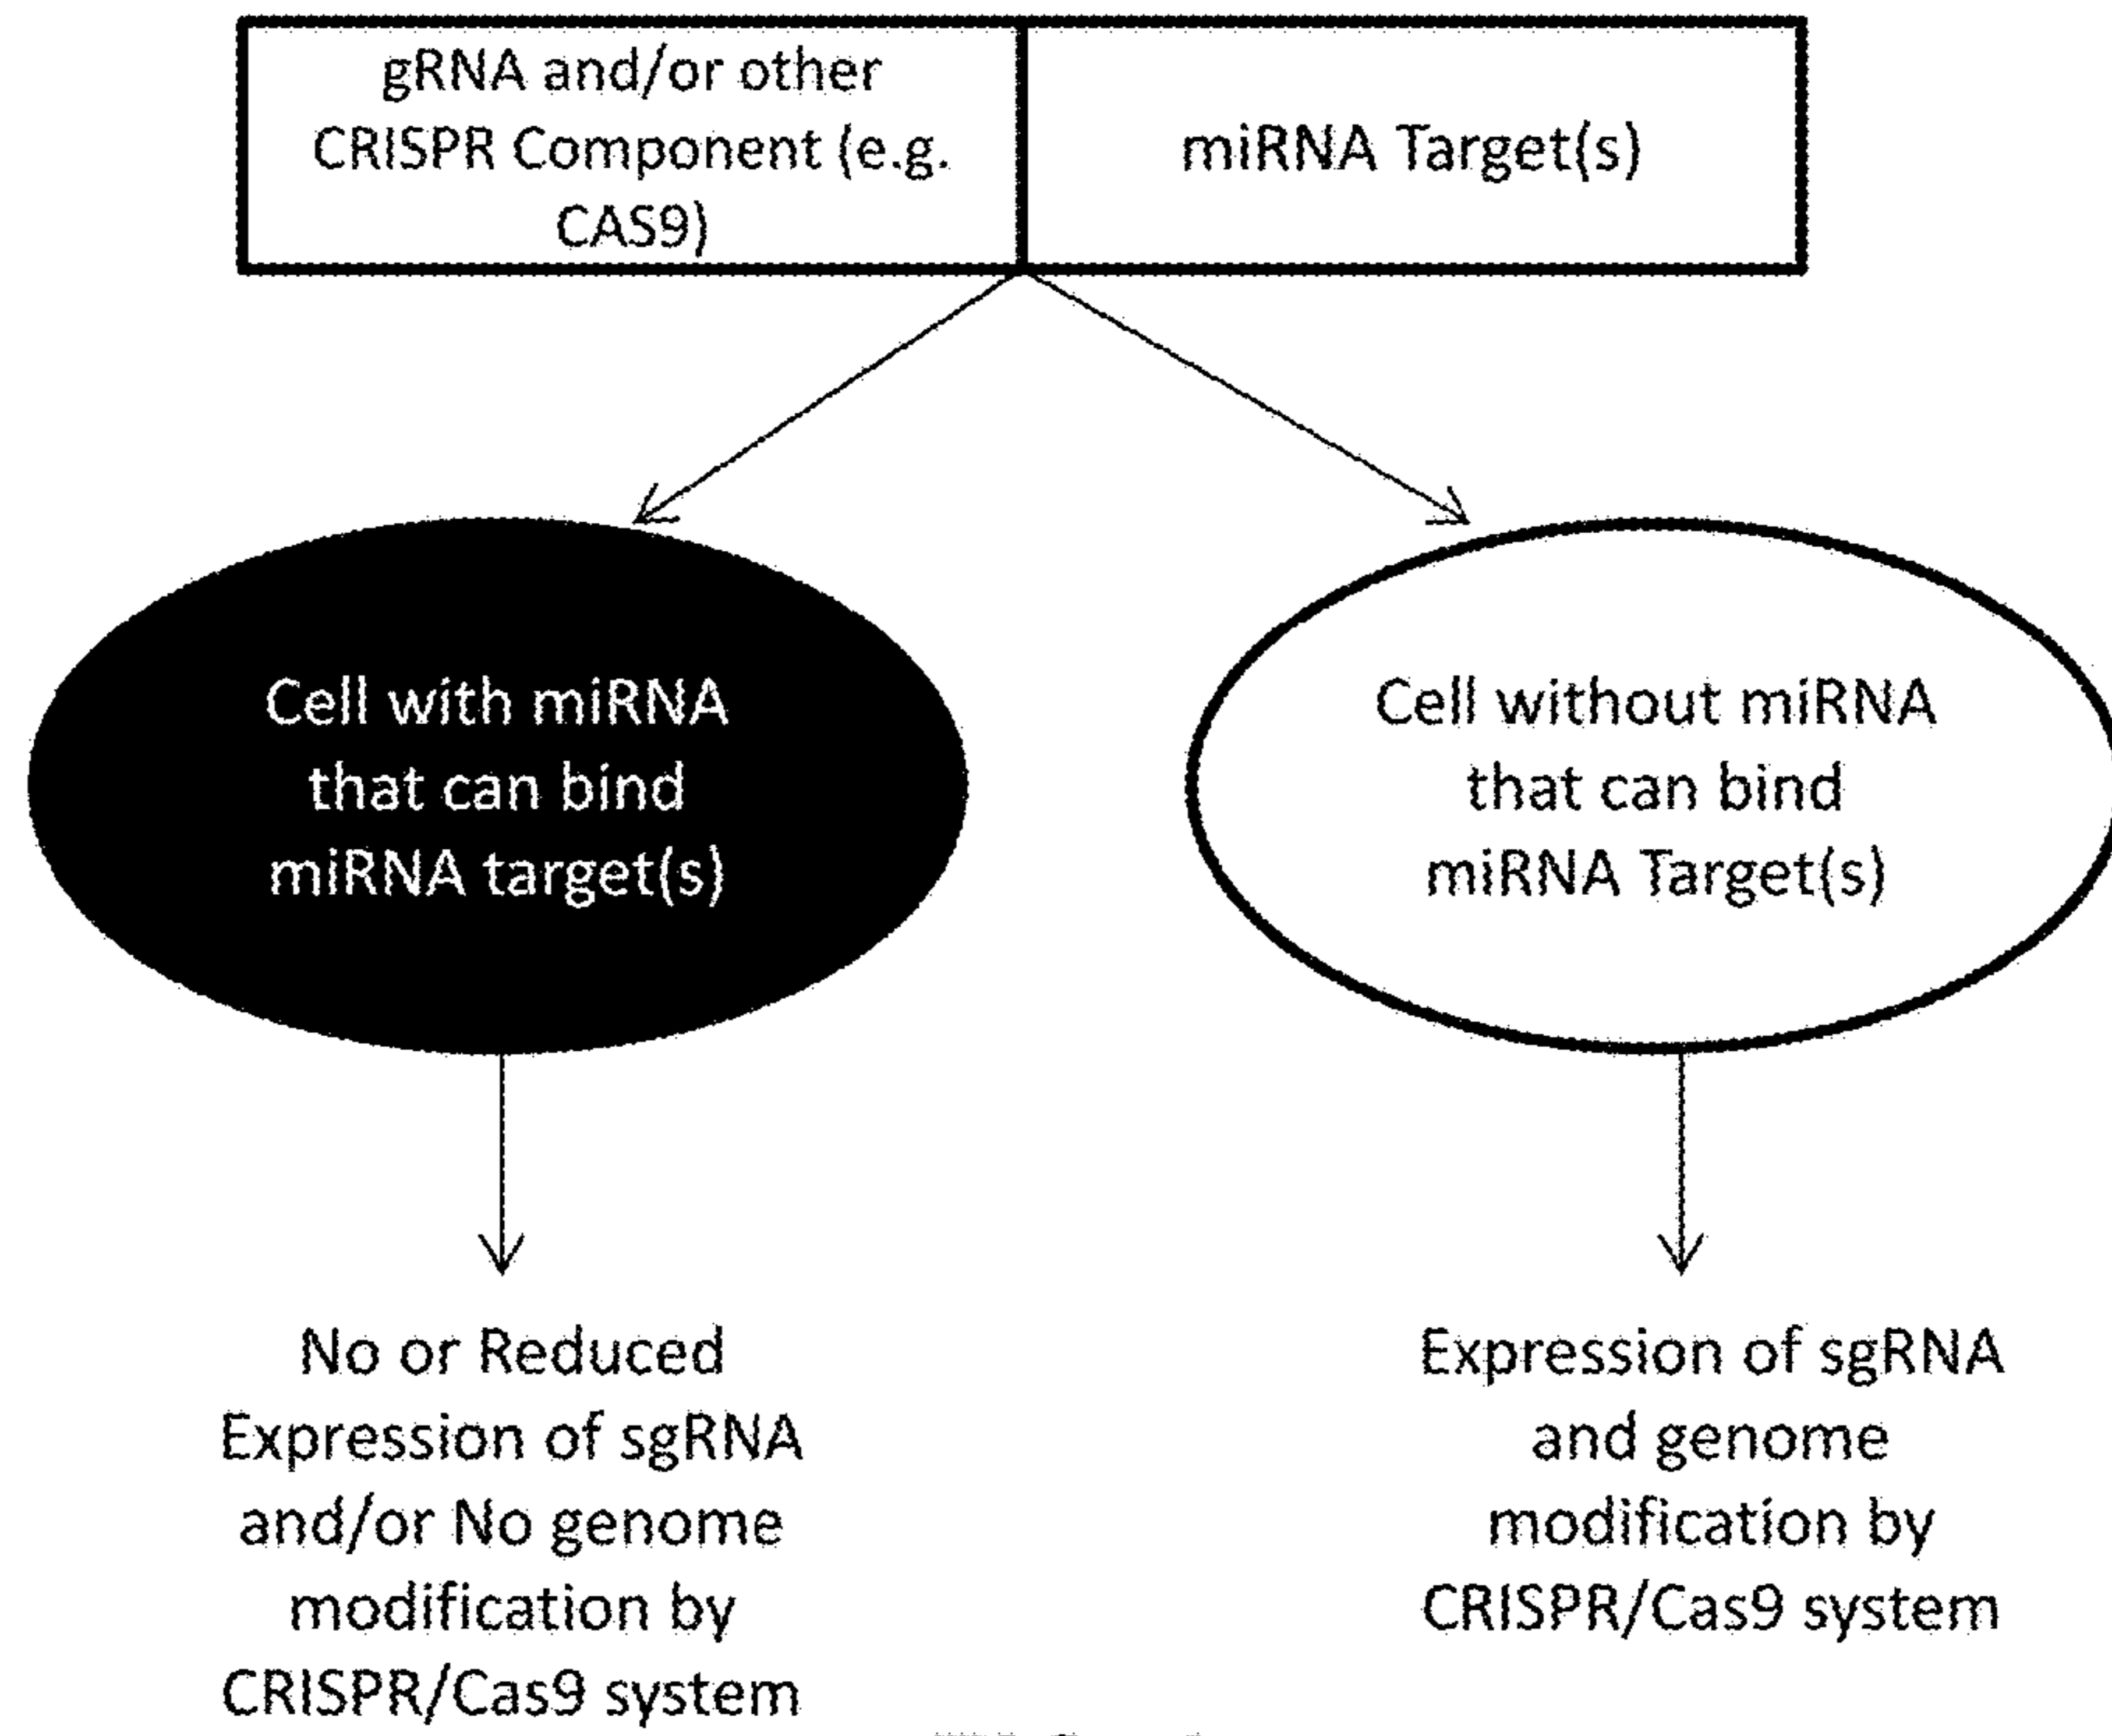 gRNA and/or other
CRISPR Component (e.g.
CAS9)
miRNA Target(s)
Cell with miRNA
that can bind
miRNA target(s)
Cell without miRNA
that can bind
miRNA Target(s)
No or Reduced
Expression of sgRNA
and/or No genome
modification by
CRISPR/Cas9 system
Expression of sgRNA
and genome
modification by
CRISPR/Cas9 system